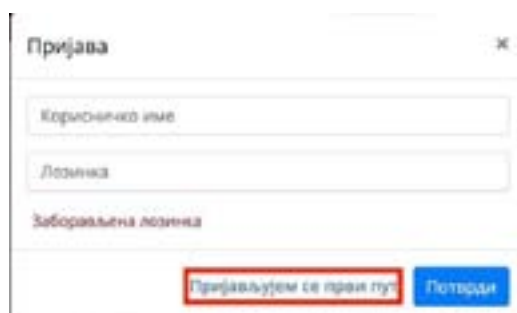 Пријава ×
Корисничко име
Лозинка
Заборављена лозинка
Пријављујем се први пут Потврди